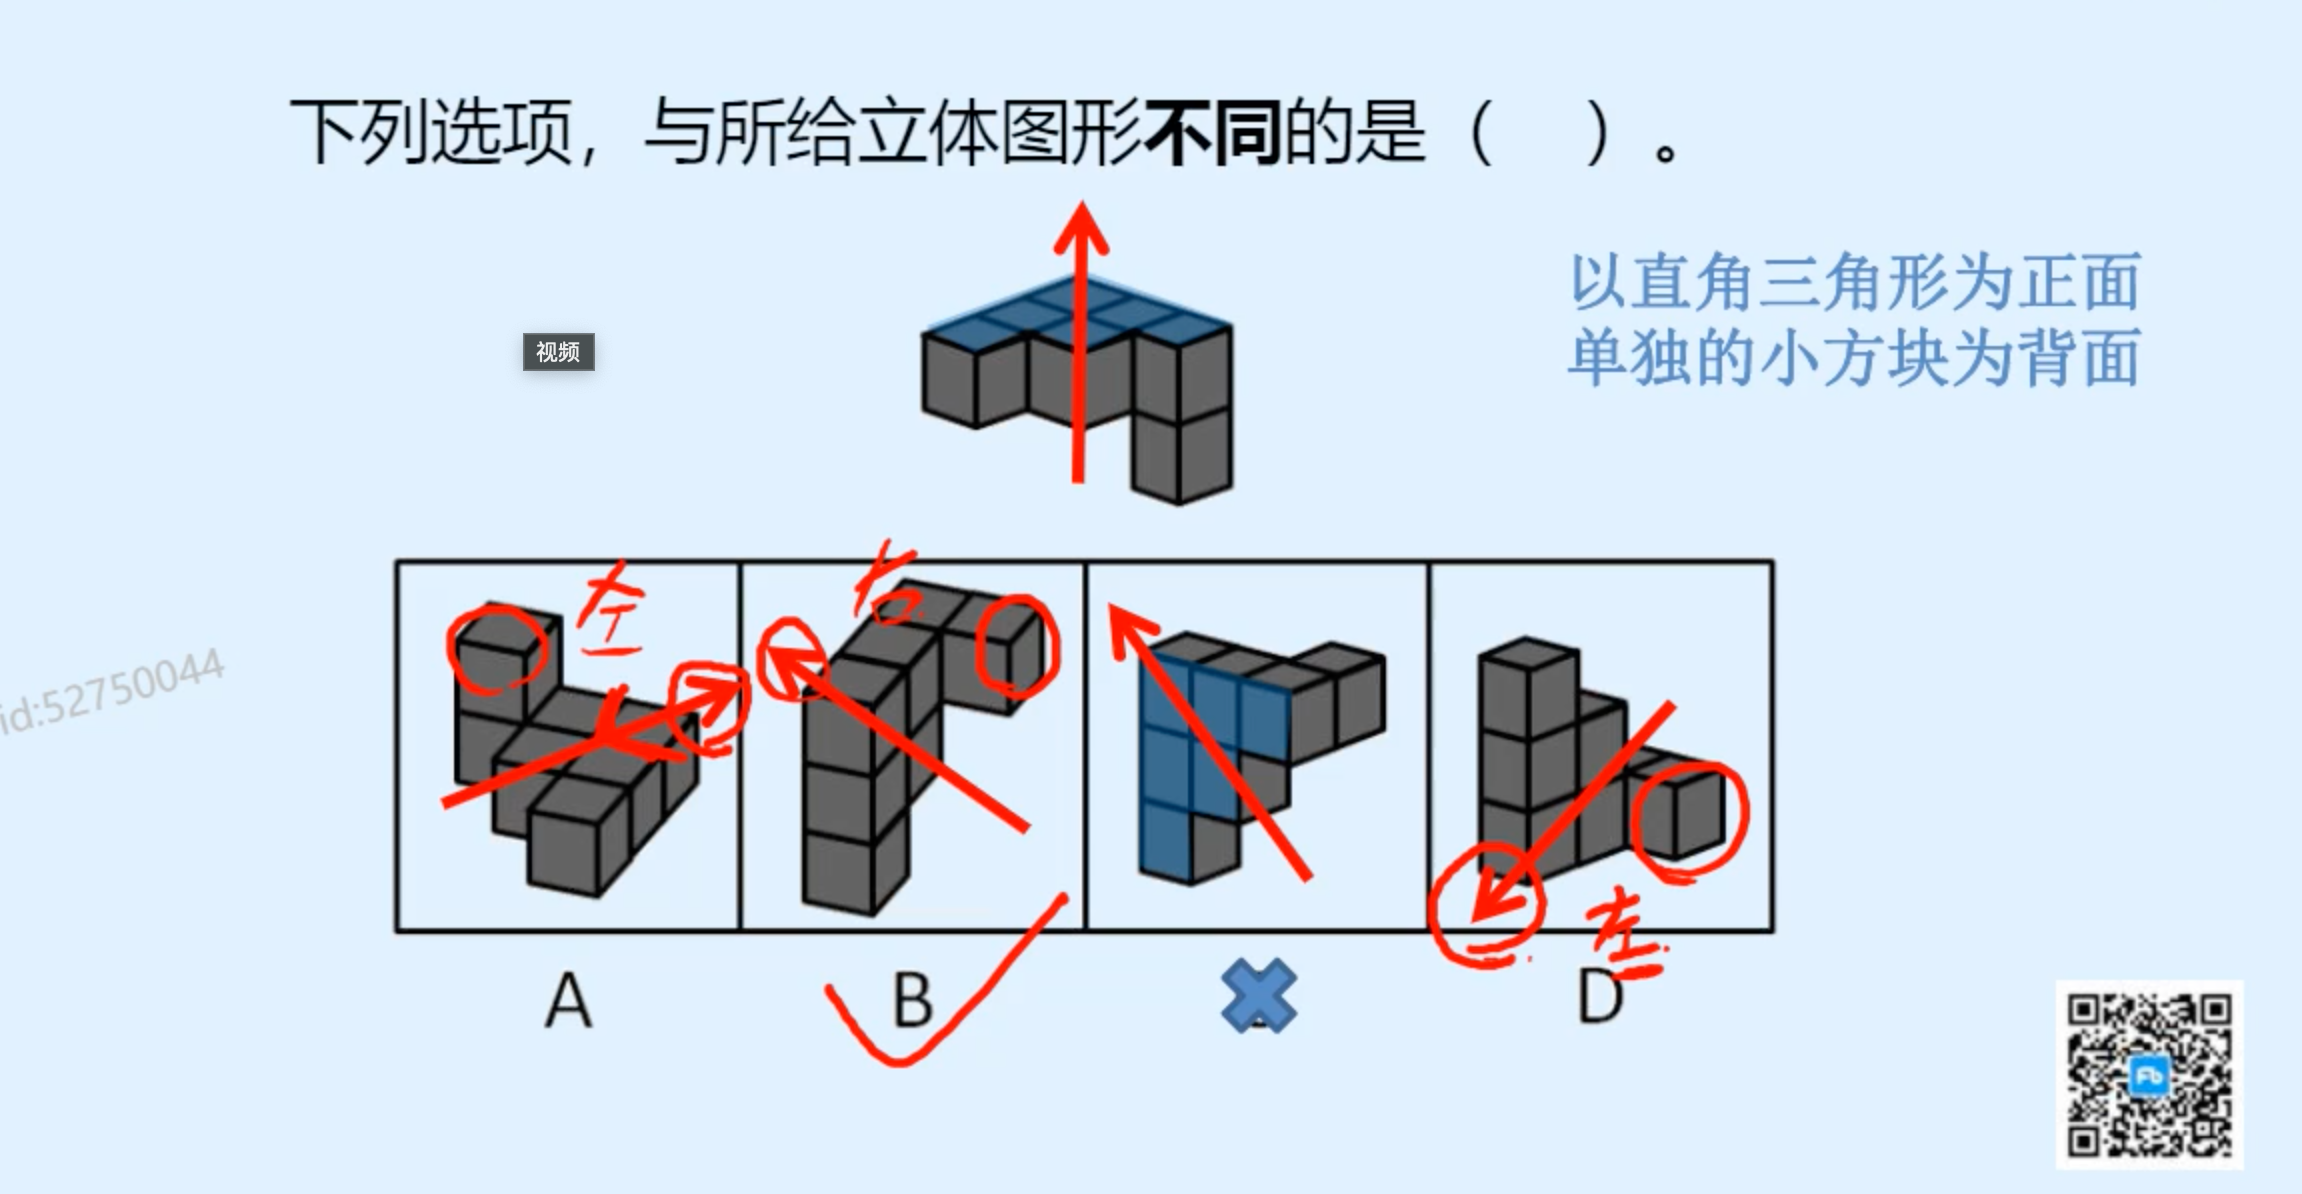 下列选项，与所给立体图形不同的是（　）。
以直角三角形为正面
单独的小方块为背面
视频
id:52750044
左
右
左
A
B
D
Fb